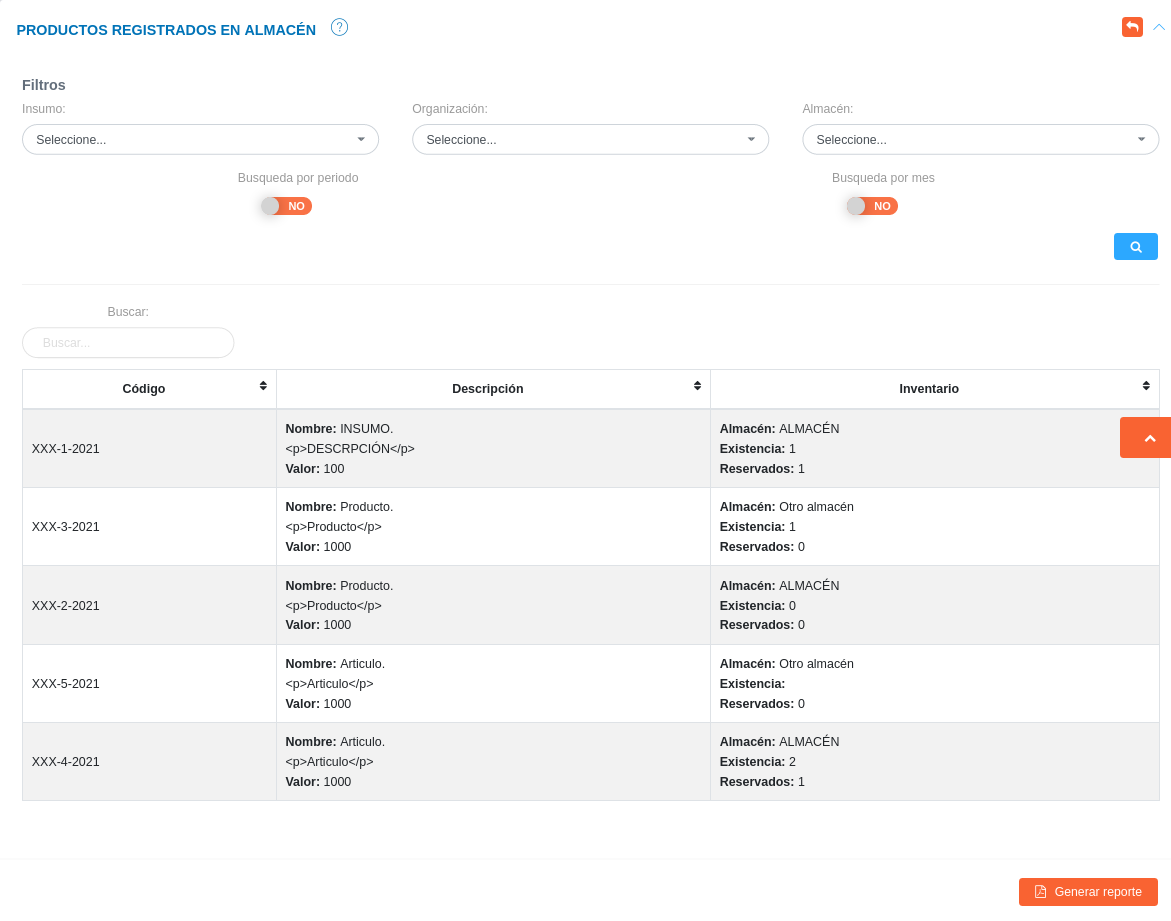 PRODUCTOS REGISTRADOS EN ALMACÉN ?
Filtros
Insumo: Organización: Almacén:
Seleccione... Seleccione... Seleccione...
Busqueda por periodo Busqueda por mes
NO NO
Buscar:
Buscar...
Código Descripción Inventario
Nombre: INSUMO. Almacén: ALMACÉN
XXX-1-2021 <p>DESCRPCIÓN</p> Existencia: 1
Valor: 100 Reservados: 1
Nombre: Producto. Almacén: Otro almacén
XXX-3-2021 <p>Producto</p> Existencia: 1
Valor: 1000 Reservados: 0
Nombre: Producto. Almacén: ALMACÉN
XXX-2-2021 <p>Producto</p> Existencia: 0
Valor: 1000 Reservados: 0
Nombre: Articulo. Almacén: Otro almacén
XXX-5-2021 <p>Articulo</p> Existencia:
Valor: 1000 Reservados: 0
Nombre: Articulo. Almacén: ALMACÉN
XXX-4-2021 <p>Articulo</p> Existencia: 2
Valor: 1000 Reservados: 1
Generar reporte